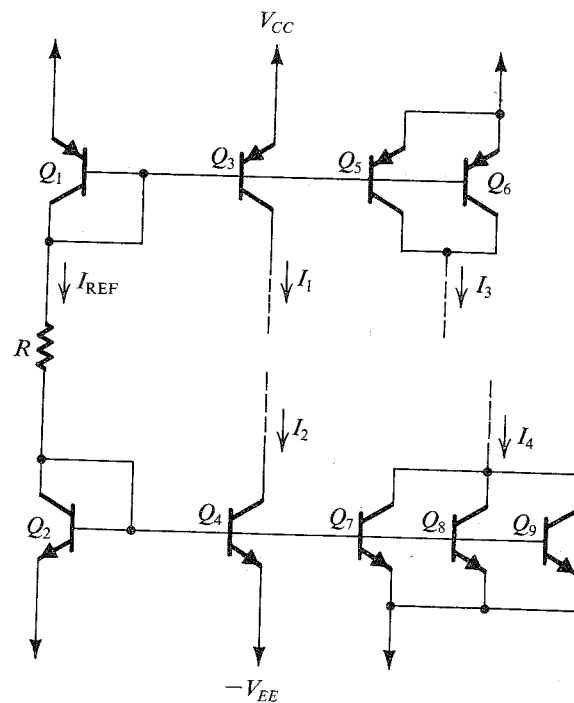 V_CC
Q_1
Q_3
Q_5
Q_6
I_REF
I_1
I_3
R
I_2
I_4
Q_2
Q_4
Q_7
Q_8
Q_9
−V_EE